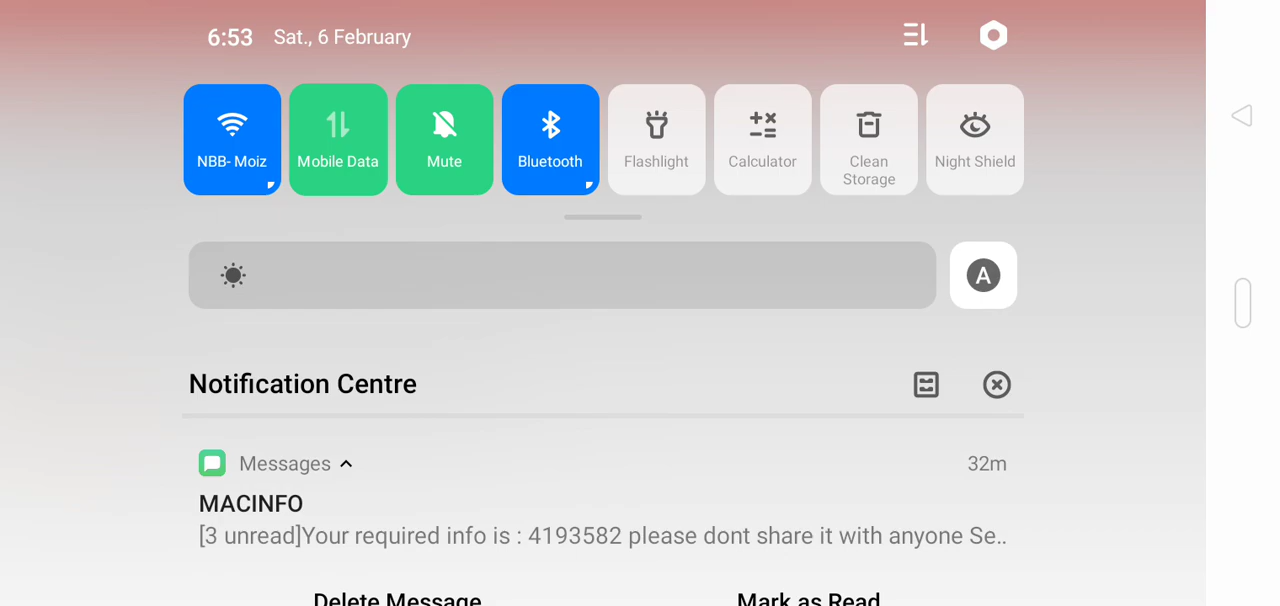 6:53 Sat., 6 February
NBB- Moiz
Mobile Data
Mute
Bluetooth
Flashlight
Calculator
Clean
Storage
Night Shield
A
Notification Centre
Messages 32m
MACINFO
[3 unread]Your required info is : 4193582 please dont share it with anyone Se..
Delete Message Mark as Read